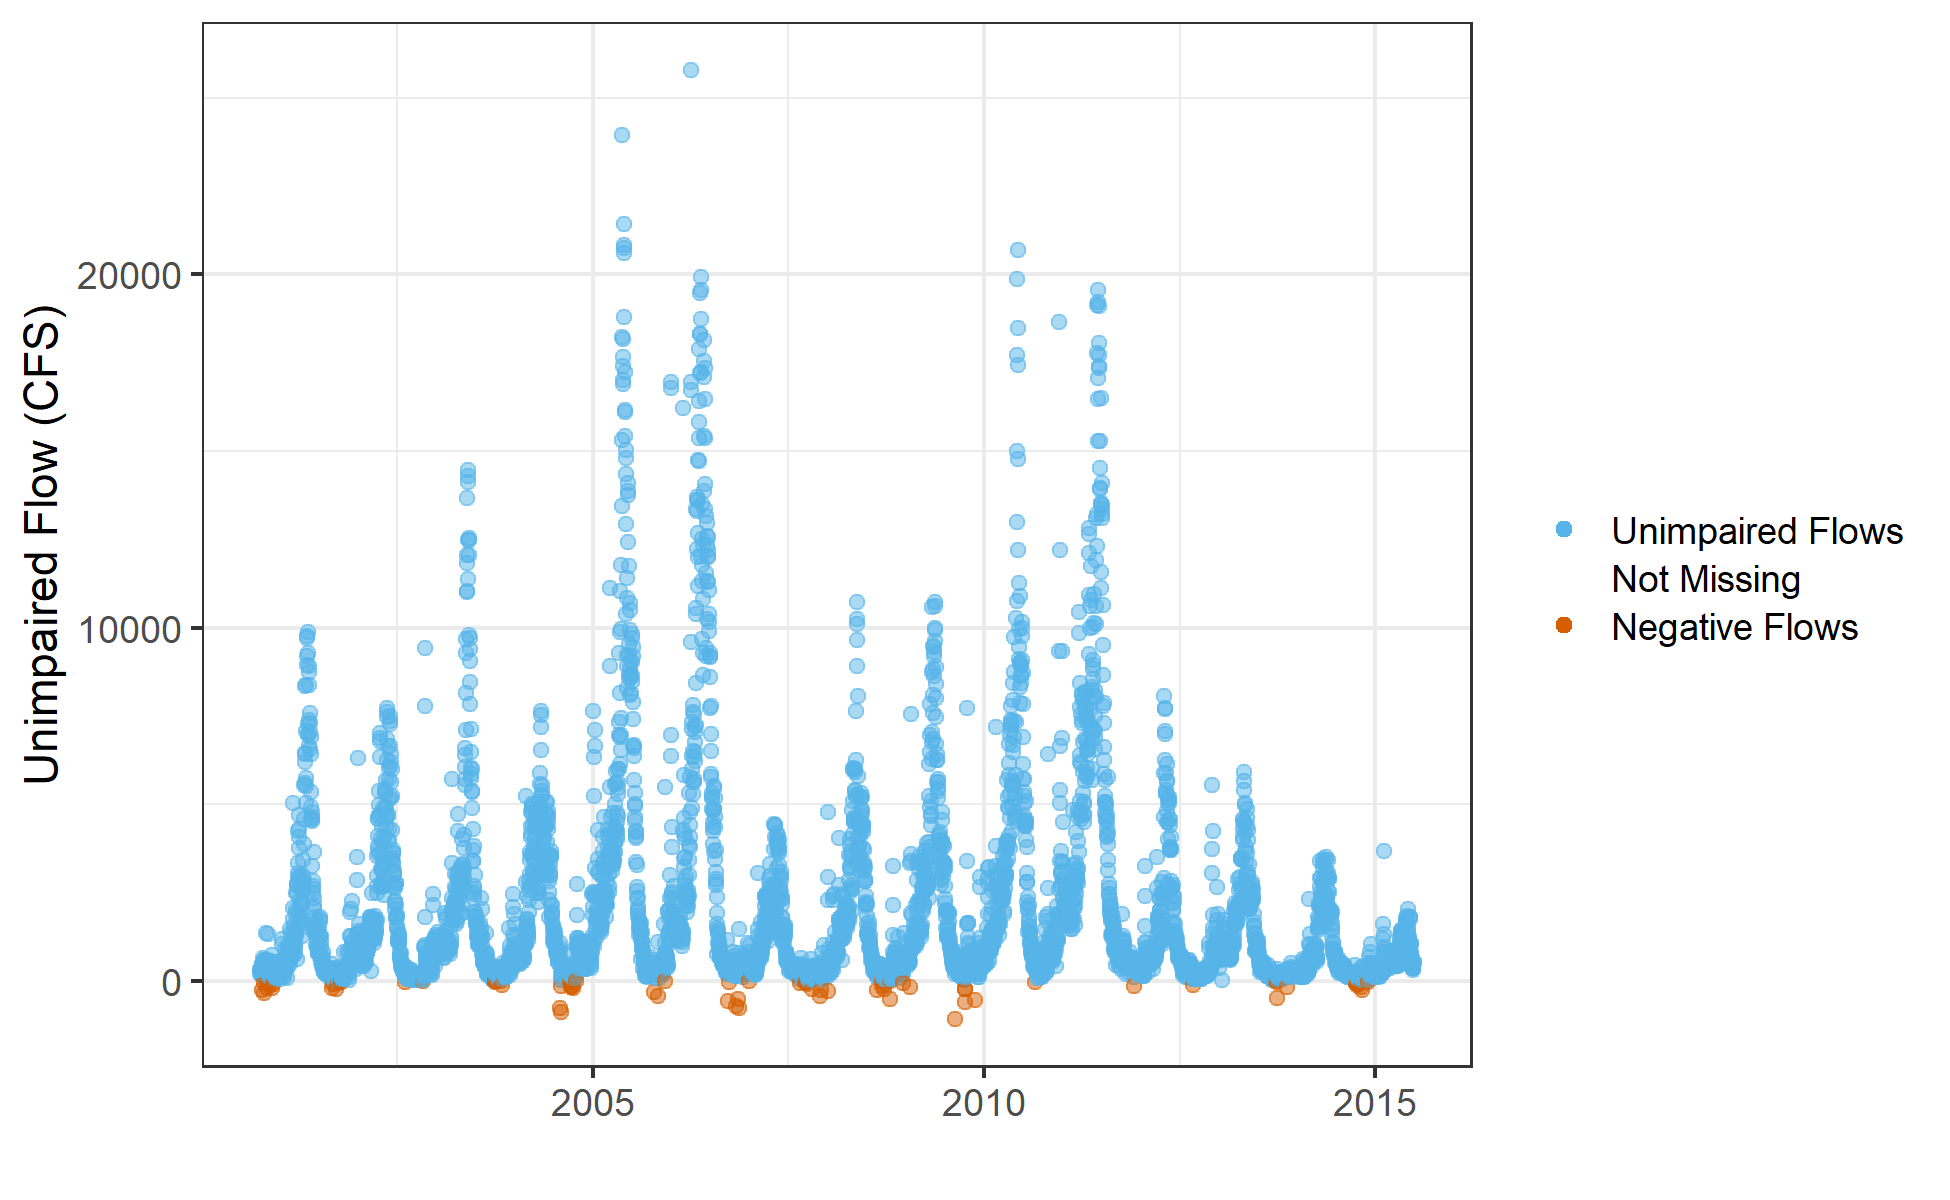 Unimpaired Flow (CFS)
20000
10000
0
2005
2010
2015
Unimpaired Flows
Not Missing
Negative Flows